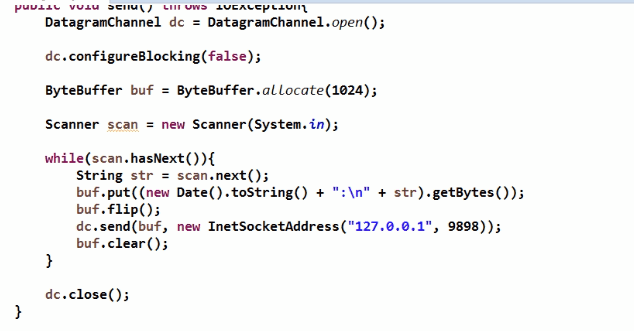 public void send() throws IOException{
DatagramChannel dc = DatagramChannel.open();
dc.configureBlocking(false);
ByteBuffer buf = ByteBuffer.allocate(1024);
Scanner scan = new Scanner(System.in);
while(scan.hasNext()){
String str = scan.next();
buf.put((new Date().toString() + ":\n" + str).getBytes());
buf.flip();
dc.send(buf, new InetSocketAddress("127.0.0.1", 9898));
buf.clear();
}
dc.close();
}